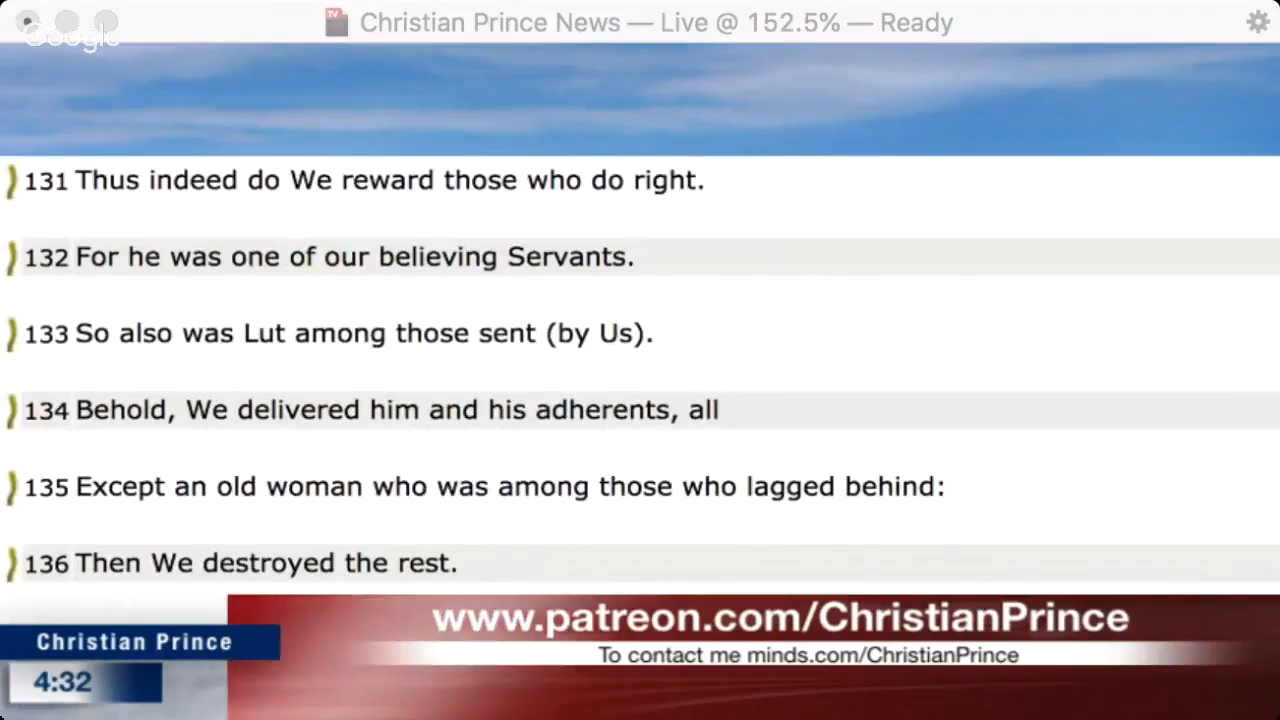 Christian Prince News — Live @ 152.5% — Ready
TV
Google
131 Thus indeed do We reward those who do right.
132 For he was one of our believing Servants.
133 So also was Lut among those sent (by Us).
134 Behold, We delivered him and his adherents, all
135 Except an old woman who was among those who lagged behind:
136 Then We destroyed the rest.
www.patreon.com/ChristianPrince
Christian Prince
To contact me minds.com/ChristianPrince
4:32